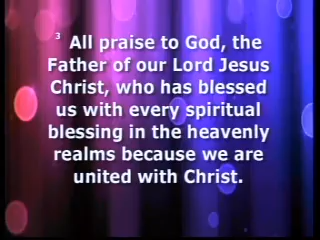 3 All praise to God, the
Father of our Lord Jesus
Christ, who has blessed
us with every spiritual
blessing in the heavenly
realms because we are
united with Christ.